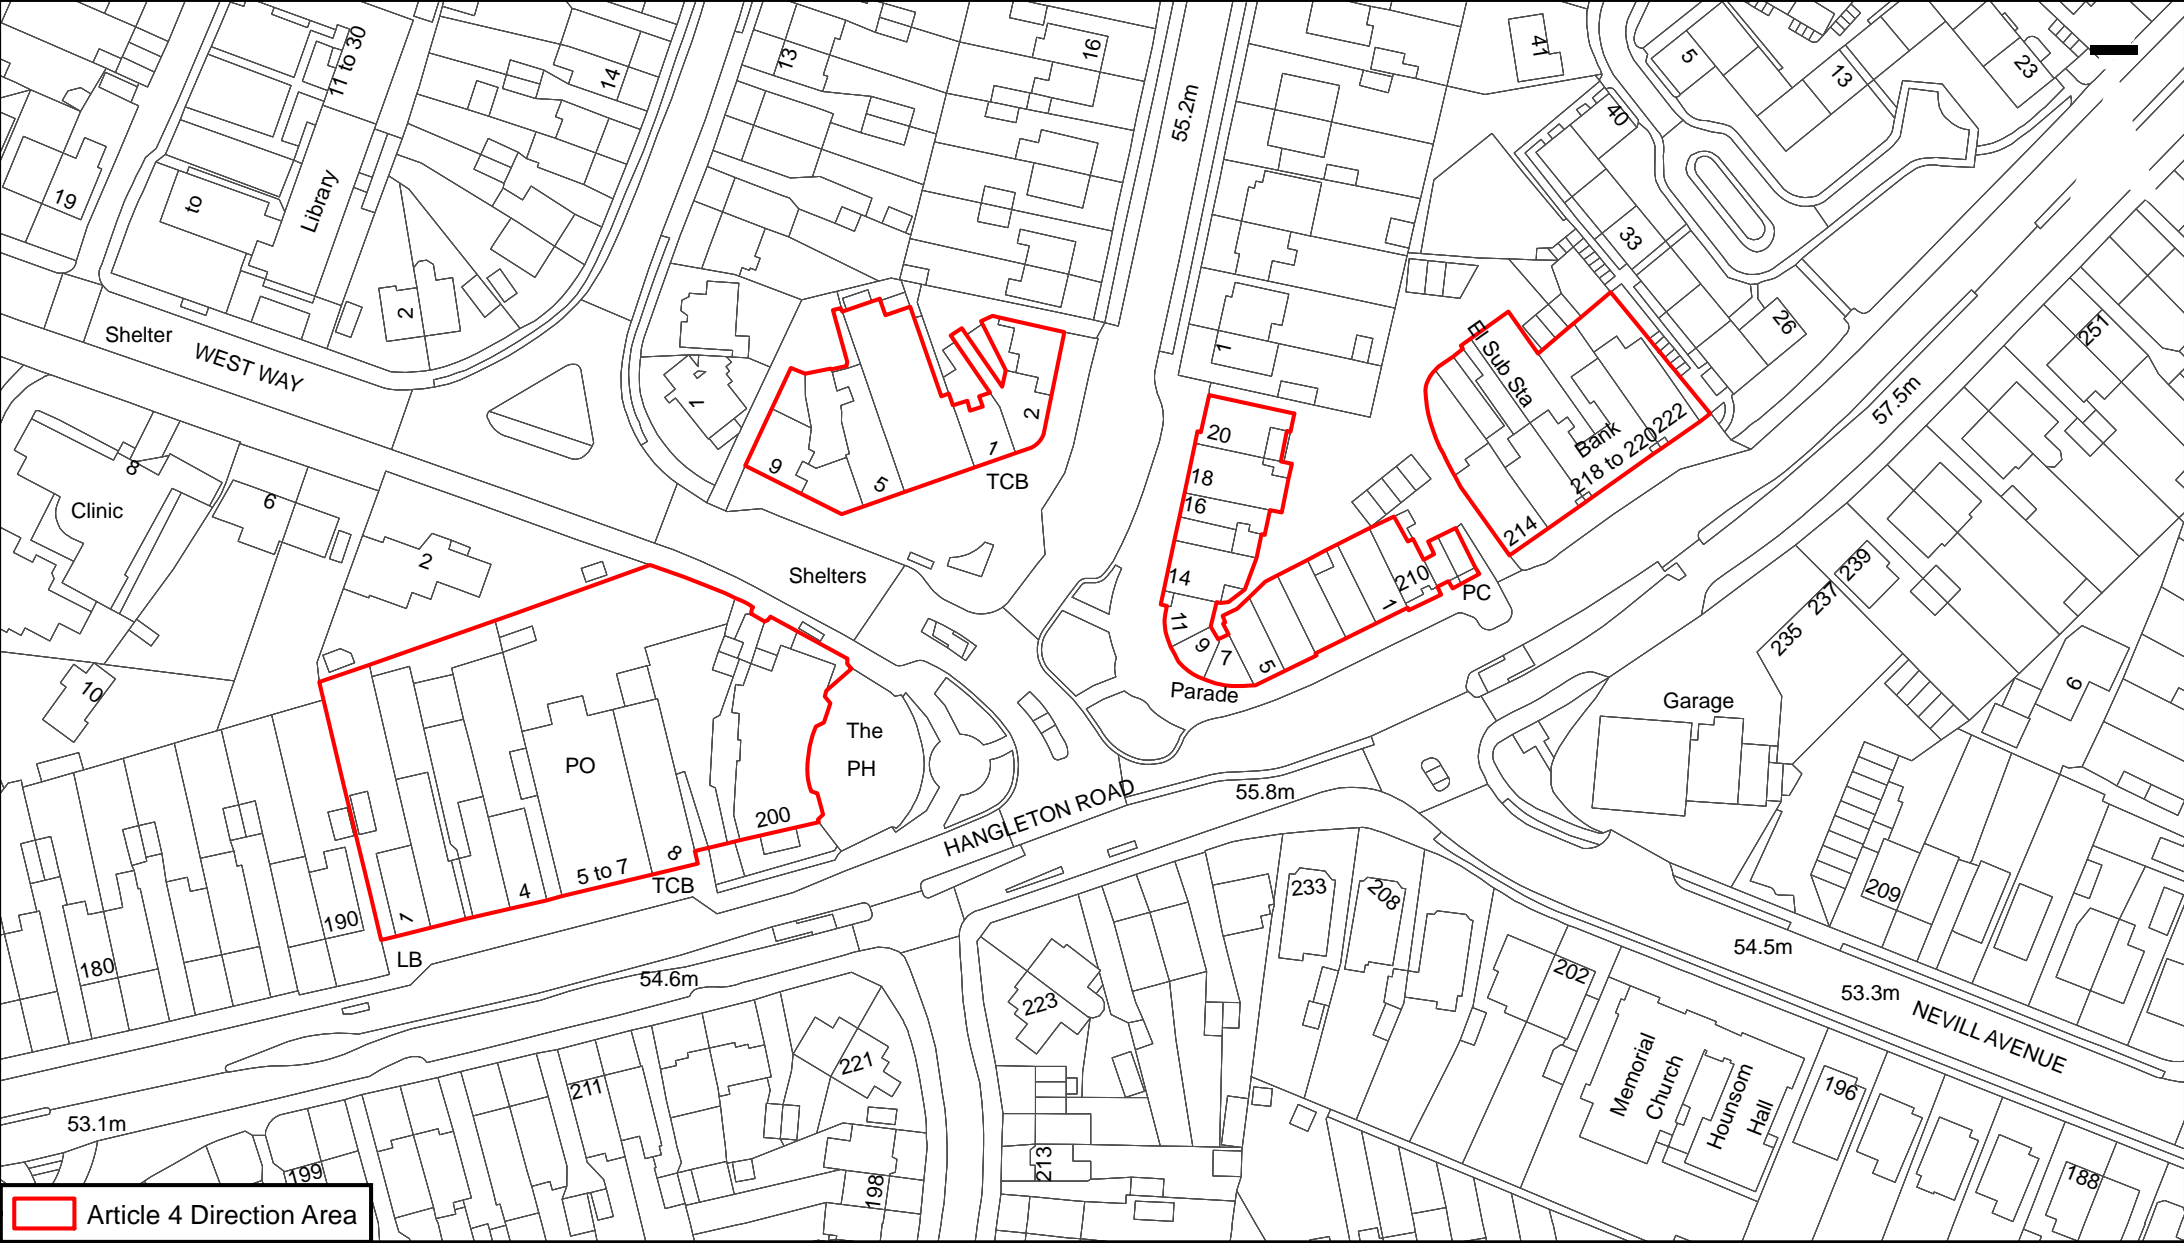 11 to 30
14
13
16
55.2m
41
5
13
23
40
19
to
Library
2
33
26
251
Shelter
WEST WAY
7
1
El Sub Sta
57.5m
9
5
1
2
TCB
20
18
16
14
11
9
7
5
1
210
PC
Parade
Bank
218 to 220
222
214
8
Clinic
6
2
Shelters
10
239
237
235
6
Garage
The
PH
PO
200
HANGLETON ROAD
55.8m
8
5 to 7
4
1
TCB
190
180
LB
54.6m
233
208
209
54.5m
202
53.3m
NEVILL AVENUE
223
221
211
53.1m
199
198
213
Memorial
Church
Hounsom
Hall
196
188
Article 4 Direction Area